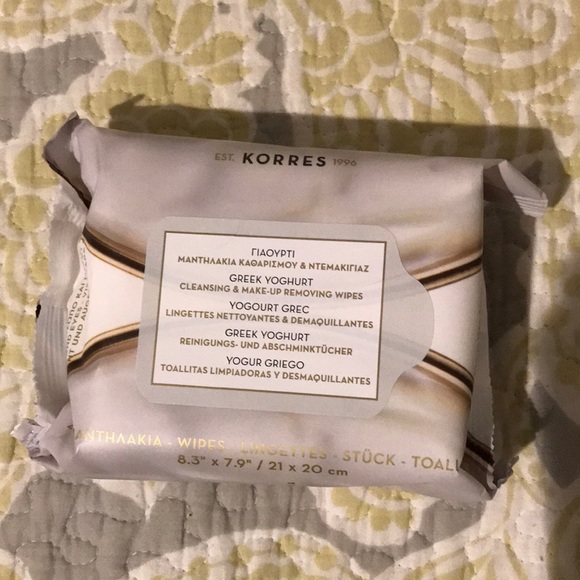 EST. KORRES 1996
ΓΙΑΟΥΡΤΙ
ΜΑΝΤΗΛΑΚΙΑ ΚΑΘΑΡΙΣΜΟΥ & ΝΤΕΜΑΚΙΓΙΑΖ
GREEK YOGHURT
CLEANSING & MAKE-UP REMOVING WIPES
YOGOURT GREC
LINGETTES NETTOYANTES & DEMAQUILLANTES
GREEK YOGHURT
REINIGUNGS- UND ABSCHMINKTÜCHER
YOGUR GRIEGO
TOALLITAS LIMPIADORAS Y DESMAQUILLANTES
ΑΝΤΗΛΑΚΙΑ - WIPES - LINGETTES - STÜCK - TOALL
8.3" x 7.9" / 21 x 20 cm